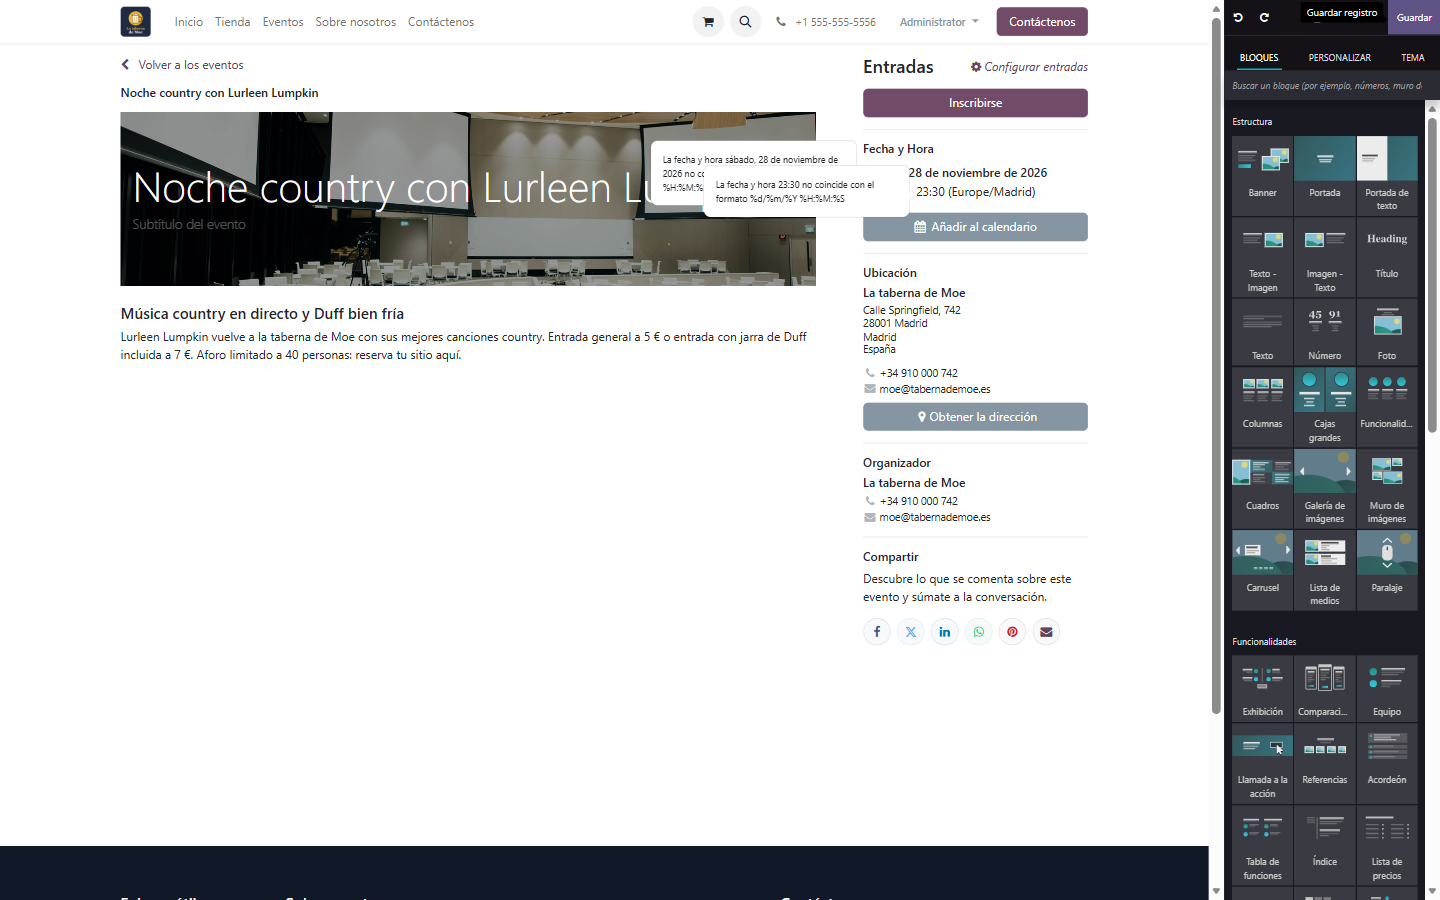 La taberna
de Moe
Inicio
Tienda
Eventos
Sobre nosotros
Contáctenos
+1 555-555-5556
Administrator
Contáctenos
Volver a los eventos
Noche country con Lurleen Lumpkin
Noche country con Lurleen Lu
Subtítulo del evento
La fecha y hora sábado, 28 de noviembre de
2026 no co
%H:%M:%S
La fecha y hora 23:30 no coincide con el
formato %d/%m/%Y %H:%M:%S
Música country en directo y Duff bien fría
Lurleen Lumpkin vuelve a la taberna de Moe con sus mejores canciones country. Entrada general a 5 € o entrada con jarra de Duff
incluida a 7 €. Aforo limitado a 40 personas: reserva tu sitio aquí.
Entradas
Configurar entradas
Inscribirse
Fecha y Hora
28 de noviembre de 2026
23:30 (Europe/Madrid)
Añadir al calendario
Ubicación
La taberna de Moe
Calle Springfield, 742
28001 Madrid
Madrid
España
+34 910 000 742
moe@tabernademoe.es
Obtener la dirección
Organizador
La taberna de Moe
+34 910 000 742
moe@tabernademoe.es
Compartir
Descubre lo que se comenta sobre este
evento y súmate a la conversación.
Guardar registro
Guardar
BLOQUES
PERSONALIZAR
TEMA
Buscar un bloque (por ejemplo, números, muro d
Estructura
Banner
Portada
Portada de
texto
Texto -
Imagen
Imagen -
Texto
Heading
Título
Texto
45 91
Número
Foto
Columnas
Cajas
grandes
Funcionalid...
Cuadros
Galería de
imágenes
Muro de
imágenes
Carrusel
Lista de
medios
Paralaje
Funcionalidades
Exhibición
Comparaci...
Equipo
Llamada a la
acción
Referencias
Acordeón
Tabla de
funciones
Índice
Lista de
precios